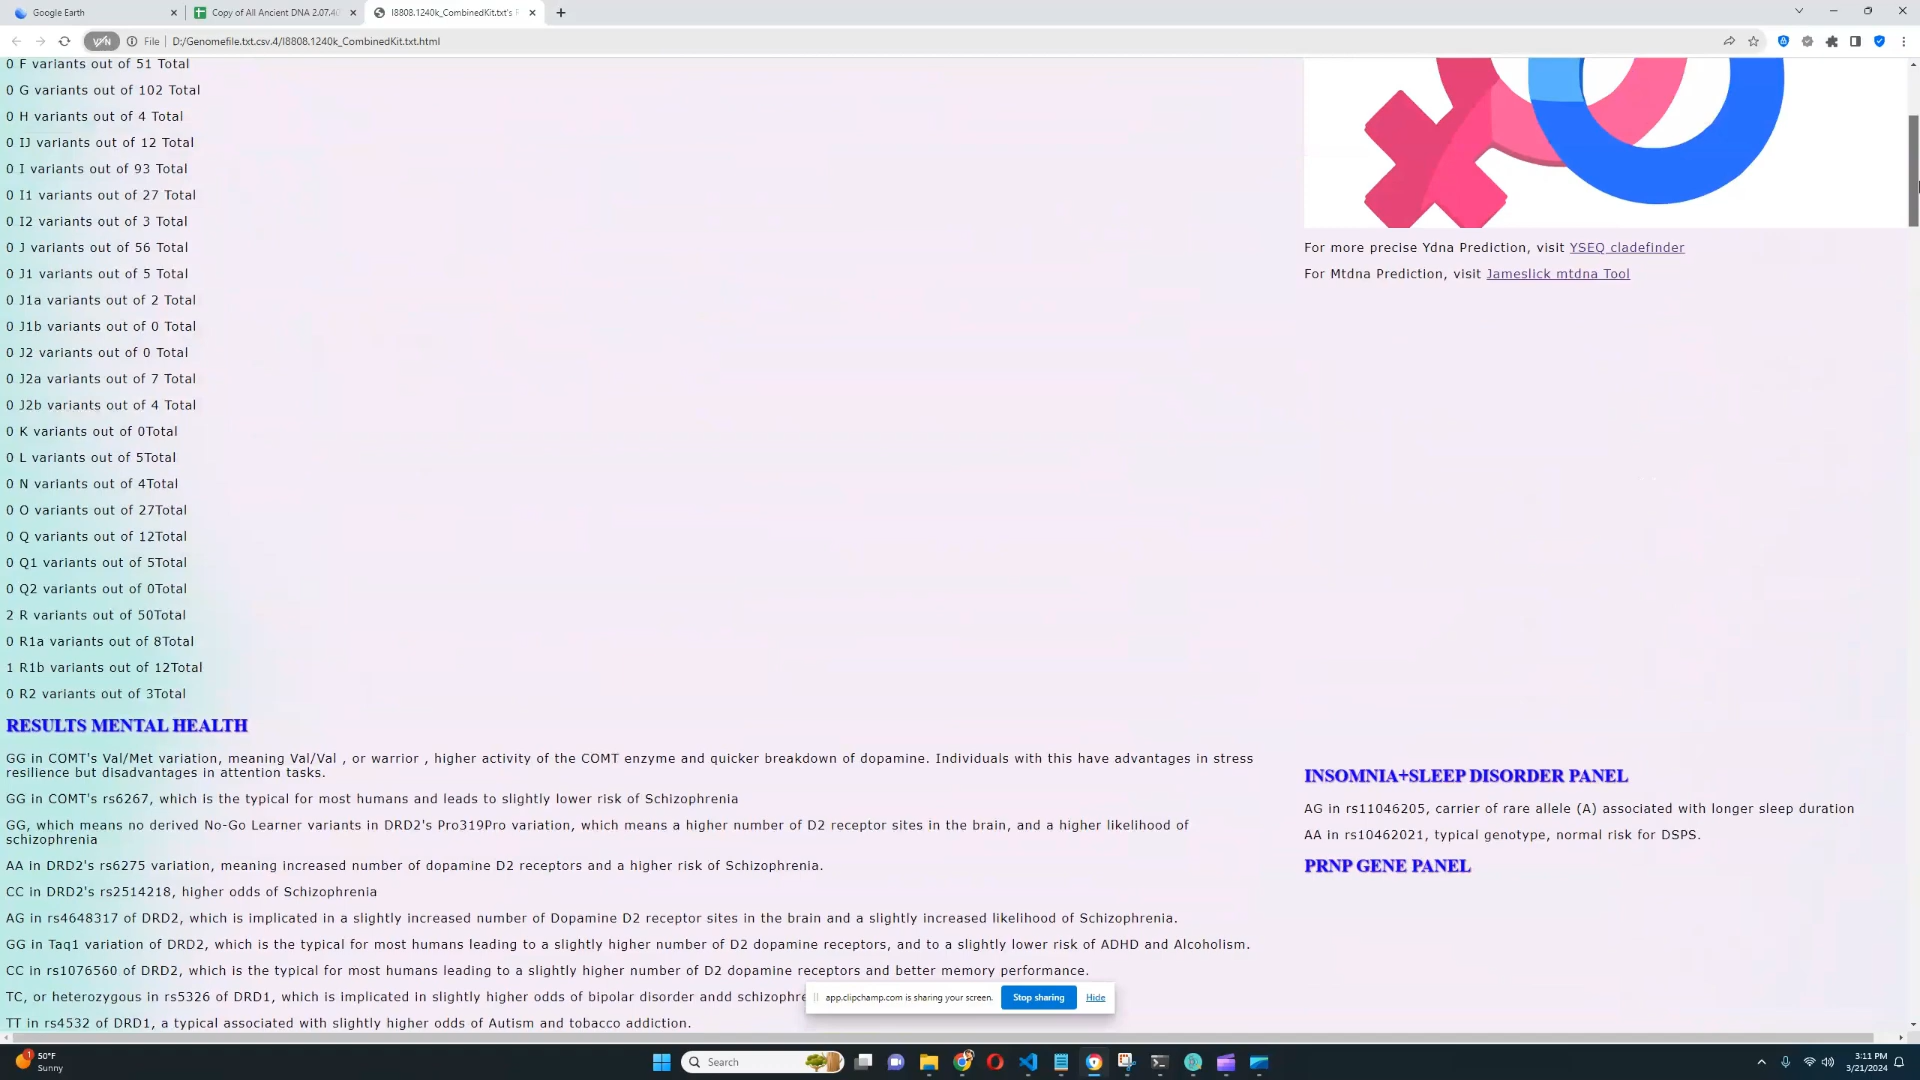 Google Earth
Copy of All Ancient DNA 2.07.40
I8808.1240k_CombinedKit.txt's
File
D:/Genomefile.txt.csv.4/I8808.1240k_CombinedKit.txt.html
0 F variants out of 51 Total
0 G variants out of 102 Total
0 H variants out of 4 Total
0 IJ variants out of 12 Total
0 I variants out of 93 Total
0 I1 variants out of 27 Total
0 I2 variants out of 3 Total
0 J variants out of 56 Total
0 J1 variants out of 5 Total
0 J1a variants out of 2 Total
0 J1b variants out of 0 Total
0 J2 variants out of 0 Total
0 J2a variants out of 7 Total
0 J2b variants out of 4 Total
0 K variants out of 0Total
0 L variants out of 5Total
0 N variants out of 4Total
0 O variants out of 27Total
0 Q variants out of 12Total
0 Q1 variants out of 5Total
0 Q2 variants out of 0Total
2 R variants out of 50Total
0 R1a variants out of 8Total
1 R1b variants out of 12Total
0 R2 variants out of 3Total
RESULTS MENTAL HEALTH
GG in COMT's Val/Met variation, meaning Val/Val , or warrior , higher activity of the COMT enzyme and quicker breakdown of dopamine. Individuals with this have advantages in stress
resilience but disadvantages in attention tasks.
GG in COMT's rs6267, which is the typical for most humans and leads to slightly lower risk of Schizophrenia
GG, which means no derived No-Go Learner variants in DRD2's Pro319Pro variation, which means a higher number of D2 receptor sites in the brain, and a higher likelihood of
schizophrenia
AA in DRD2's rs6275 variation, meaning increased number of dopamine D2 receptors and a higher risk of Schizophrenia.
CC in DRD2's rs2514218, higher odds of Schizophrenia
AG in rs4648317 of DRD2, which is implicated in a slightly increased number of Dopamine D2 receptor sites in the brain and a slightly increased likelihood of Schizophrenia.
GG in Taq1 variation of DRD2, which is the typical for most humans leading to a slightly higher number of D2 dopamine receptors, and to a slightly lower risk of ADHD and Alcoholism.
CC in rs1076560 of DRD2, which is the typical for most humans leading to a slightly higher number of D2 dopamine receptors and better memory performance.
TC, or heterozygous in rs5326 of DRD1, which is implicated in slightly higher odds of bipolar disorder andd schizophre
TT in rs4532 of DRD1, a typical associated with slightly higher odds of Autism and tobacco addiction.
For more precise Ydna Prediction, visit YSEQ cladefinder
For Mtdna Prediction, visit Jameslick mtdna Tool
INSOMNIA+SLEEP DISORDER PANEL
AG in rs11046205, carrier of rare allele (A) associated with longer sleep duration
AA in rs10462021, typical genotype, normal risk for DSPS.
PRNP GENE PANEL
app.clipchamp.com is sharing your screen.
Stop sharing
Hide
1
50°F
Sunny
Search
3:11 PM
3/21/2024